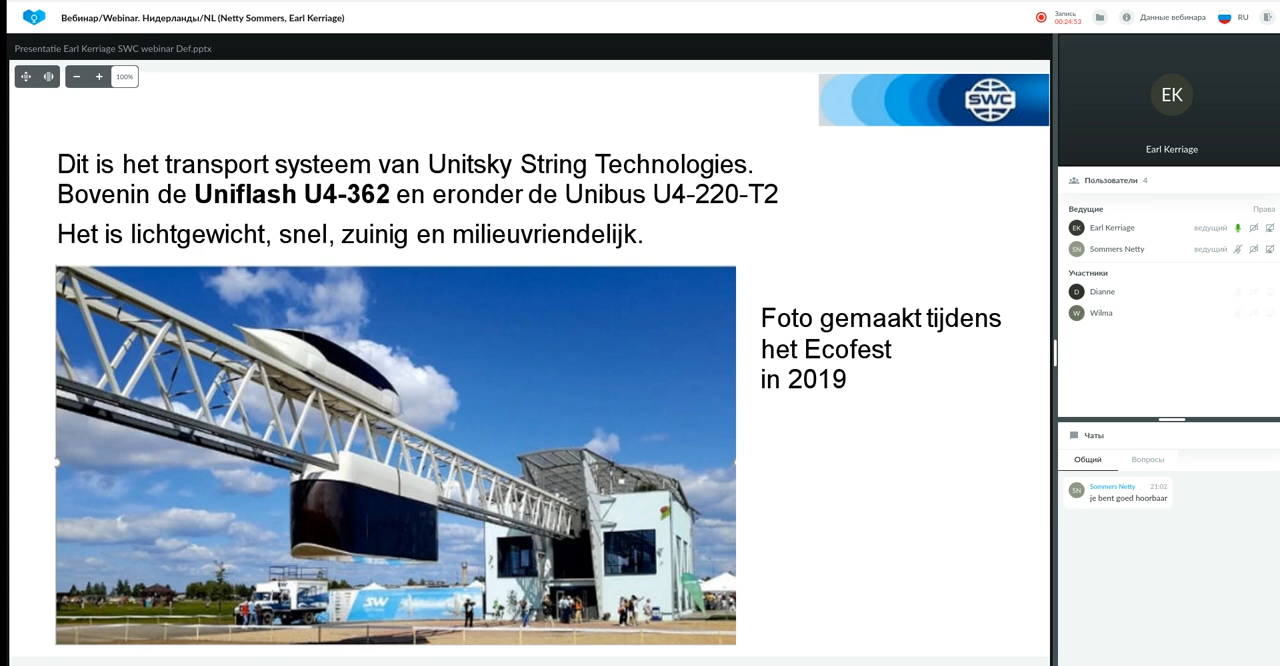 Вебинар/Webinar. Нидерланды/NL (Netty Sommers, Earl Kerriage)
Запись
00:24:53
Данные вебинара
RU
Presentatie Earl Kerriage SWC webinar Def.pptx
100%
SWC
Dit is het transport systeem van Unitsky String Technologies.
Bovenin de Uniflash U4-362 en eronder de Unibus U4-220-T2
Het is lichtgewicht, snel, zuinig en milieuvriendelijk.
Foto gemaakt tijdens
het Ecofest
in 2019
SW
EK
Earl Kerriage
Пользователи 4
Ведущие Права
EK Earl Kerriage ведущий
SN Sommers Netty ведущий
Участники
D Dianne
W Wilma
Чаты
Общий Вопросы
SN Sommers Netty 21:02
je bent goed hoorbaar